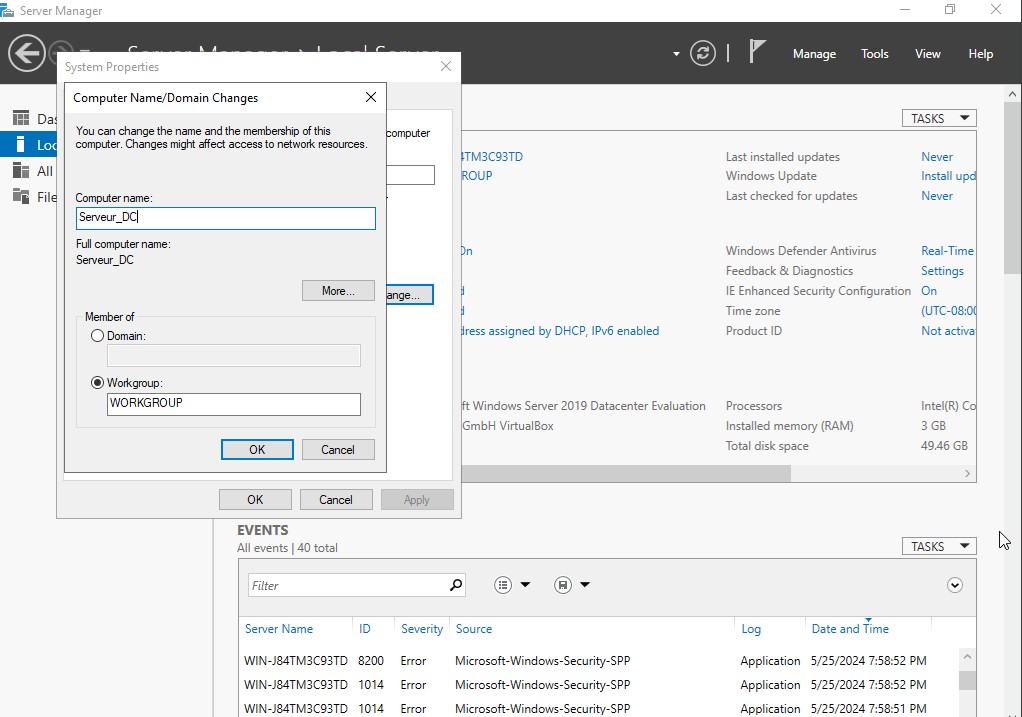 Server Manager
Manage Tools View Help
System Properties
Computer Name/Domain Changes
You can change the name and the membership of this
computer. Changes might affect access to network resources.
Computer name:
Serveur_DC
Full computer name:
Serveur_DC
More...
Member of
Domain:
Workgroup:
WORKGROUP
OK Cancel
OK Cancel Apply
computer
ange...
Das
Loc
All
File
TASKS
4TM3C93TD
ROUP
Last installed updates Never
Windows Update Install upd
Last checked for updates Never
On
Windows Defender Antivirus Real-Time
Feedback & Diagnostics Settings
IE Enhanced Security Configuration On
Time zone (UTC-08:00
dress assigned by DHCP, IPv6 enabled
Product ID Not activa
ft Windows Server 2019 Datacenter Evaluation
GmbH VirtualBox
Processors Intel(R) Co
Installed memory (RAM) 3 GB
Total disk space 49.46 GB
EVENTS
All events | 40 total
TASKS
Filter
Server Name ID Severity Source Log Date and Time
WIN-J84TM3C93TD 8200 Error Microsoft-Windows-Security-SPP Application 5/25/2024 7:58:52 PM
WIN-J84TM3C93TD 1014 Error Microsoft-Windows-Security-SPP Application 5/25/2024 7:58:52 PM
WIN-J84TM3C93TD 1014 Error Microsoft-Windows-Security-SPP Application 5/25/2024 7:58:51 PM